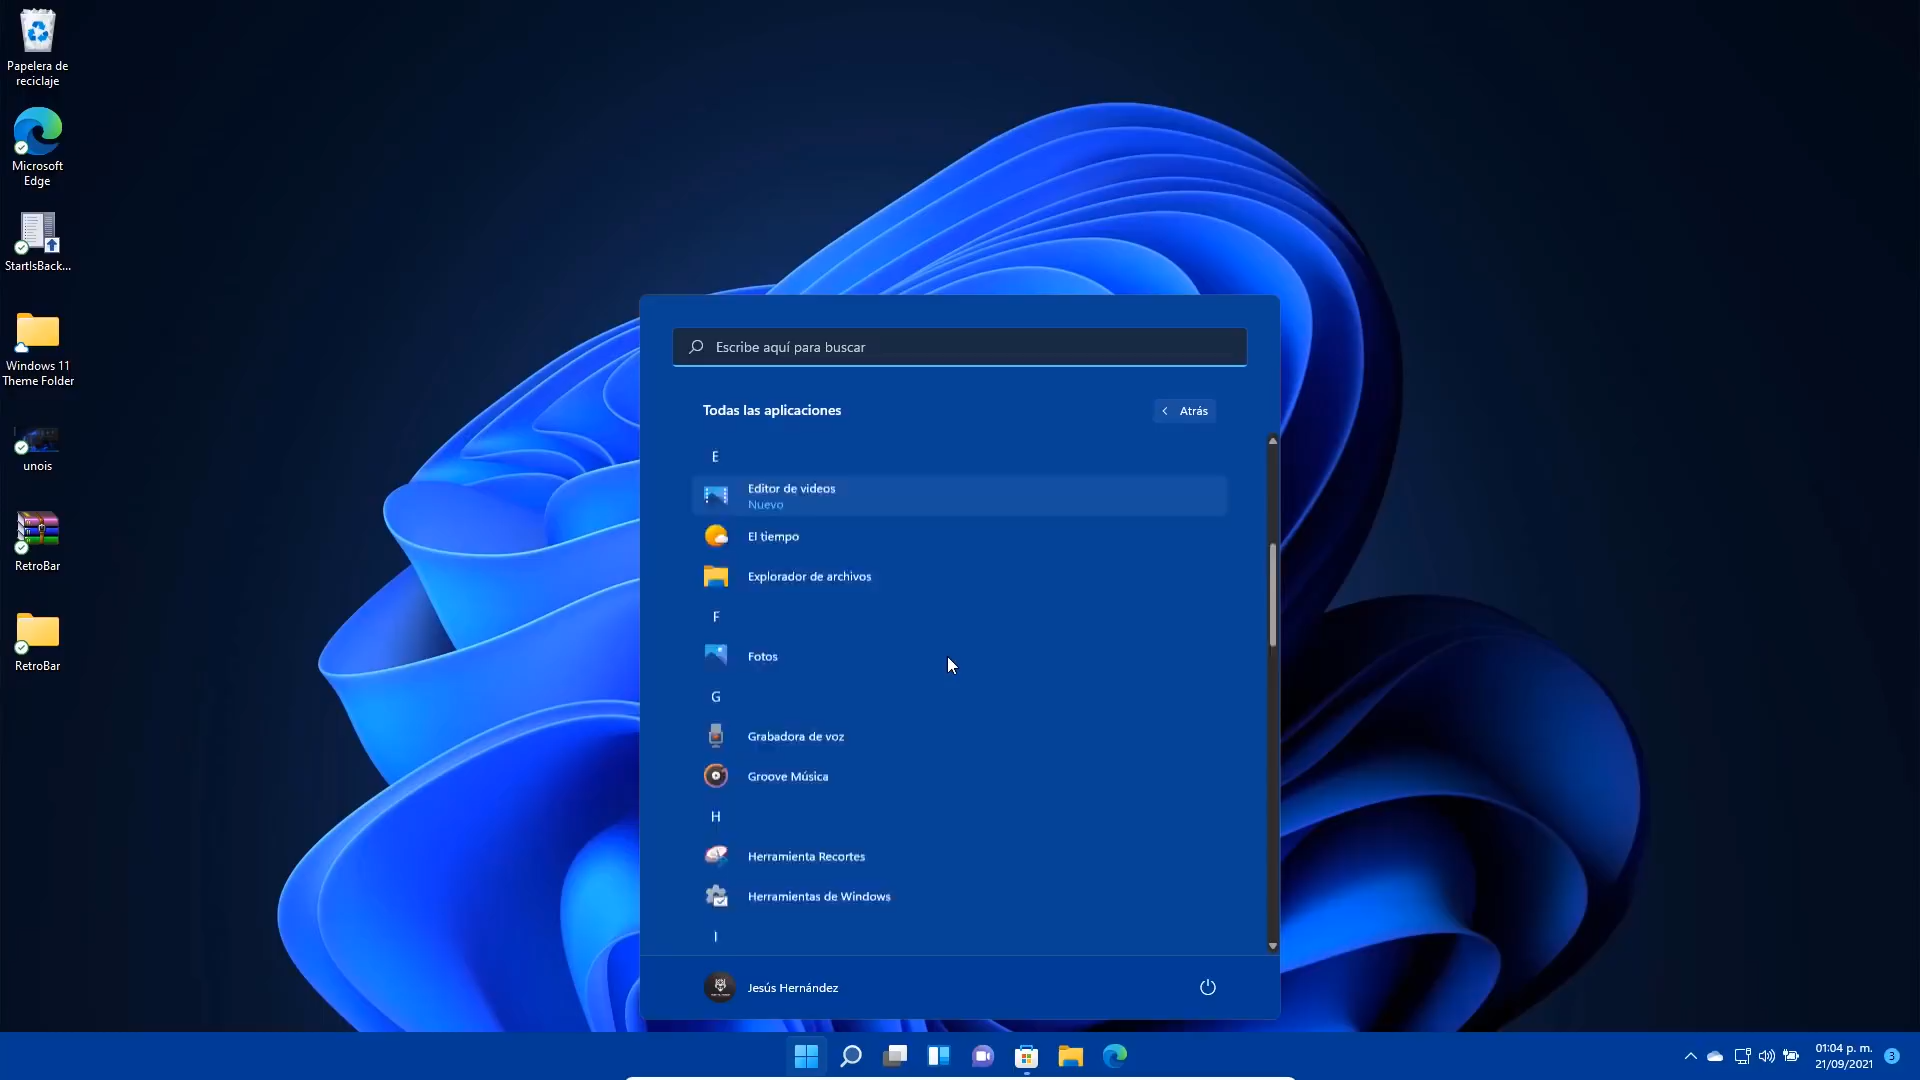 Papelera de
reciclaje
Microsoft
Edge
StartIsBack...
Windows 11
Theme Folder
unois
RetroBar
RetroBar
Escribe aquí para buscar
Todas las aplicaciones
Atrás
E
Editor de videos
Nuevo
El tiempo
Explorador de archivos
F
Fotos
G
Grabadora de voz
Groove Música
H
Herramienta Recortes
Herramientas de Windows
I
Jesús Hernández
01:04 p. m.
21/09/2021
3